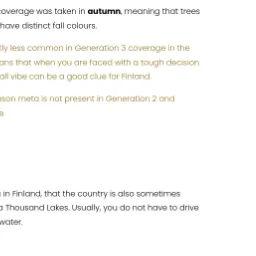 coverage was taken in autumn, meaning that trees
have distinct fall colours.
tly less common in Generation 3 coverage in the
ans that when you are faced with a tough decision
all vibe can be a good clue for Finland.
ason meta is not present in Generation 2 and
e.
in Finland, that the country is also sometimes
a Thousand Lakes. Usually, you do not have to drive
water.